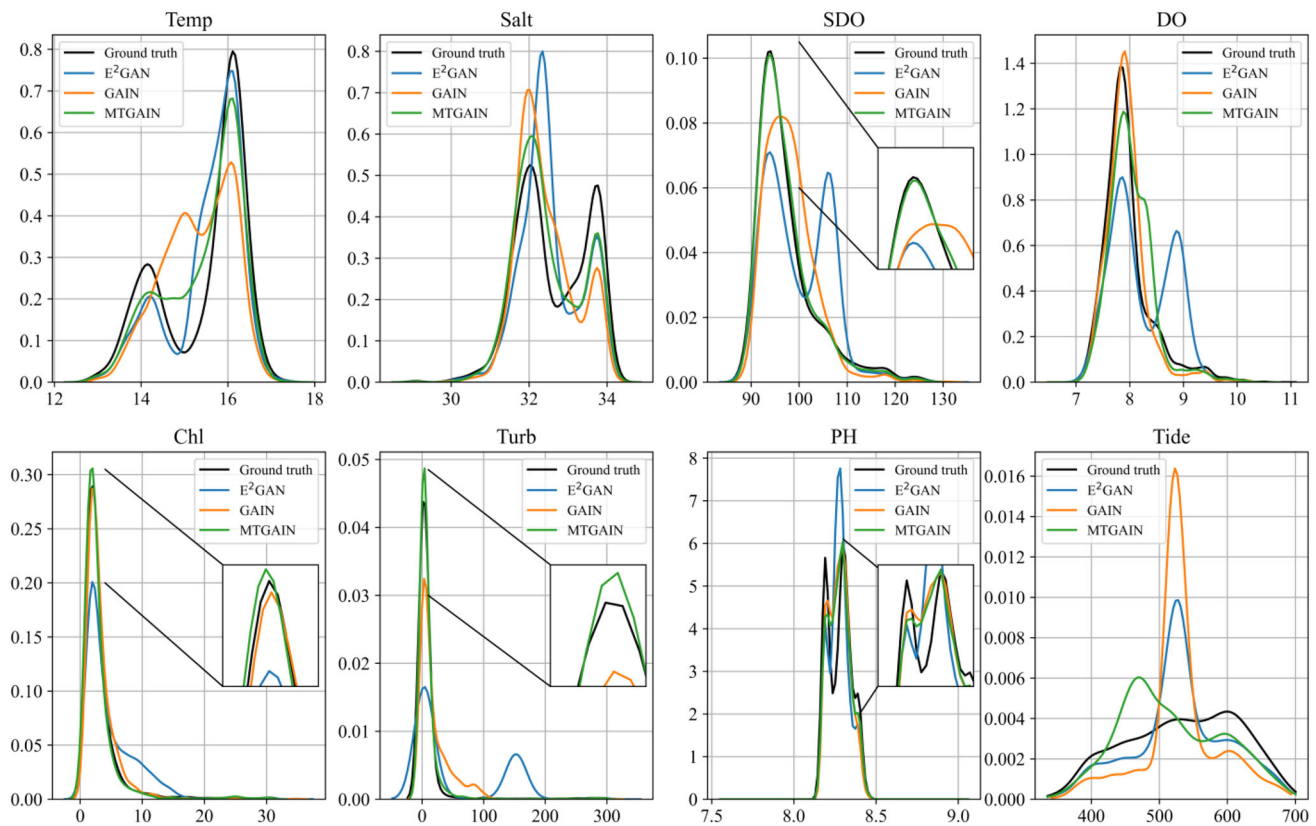 Temp
Ground truth
E²GAN
GAIN
MTGAIN
0.8
0.7
0.6
0.5
0.4
0.3
0.2
0.1
0.0
12 14 16 18
Salt
Ground truth
E²GAN
GAIN
MTGAIN
0.8
0.7
0.6
0.5
0.4
0.3
0.2
0.1
0.0
30 32 34
SDO
Ground truth
E²GAN
GAIN
MTGAIN
0.10
0.08
0.06
0.04
0.02
0.00
90 100 110 120 130
DO
Ground truth
E²GAN
GAIN
MTGAIN
1.4
1.2
1.0
0.8
0.6
0.4
0.2
0.0
7 8 9 10 11
Chl
Ground truth
E²GAN
GAIN
MTGAIN
0.30
0.25
0.20
0.15
0.10
0.05
0.00
0 10 20 30
Turb
Ground truth
E²GAN
GAIN
MTGAIN
0.05
0.04
0.03
0.02
0.01
0.00
0 100 200 300
PH
Ground truth
E²GAN
GAIN
MTGAIN
8
7
6
5
4
3
2
1
0
7.5 8.0 8.5 9.0
Tide
Ground truth
E²GAN
GAIN
MTGAIN
0.016
0.014
0.012
0.010
0.008
0.006
0.004
0.002
0.000
400 500 600 700